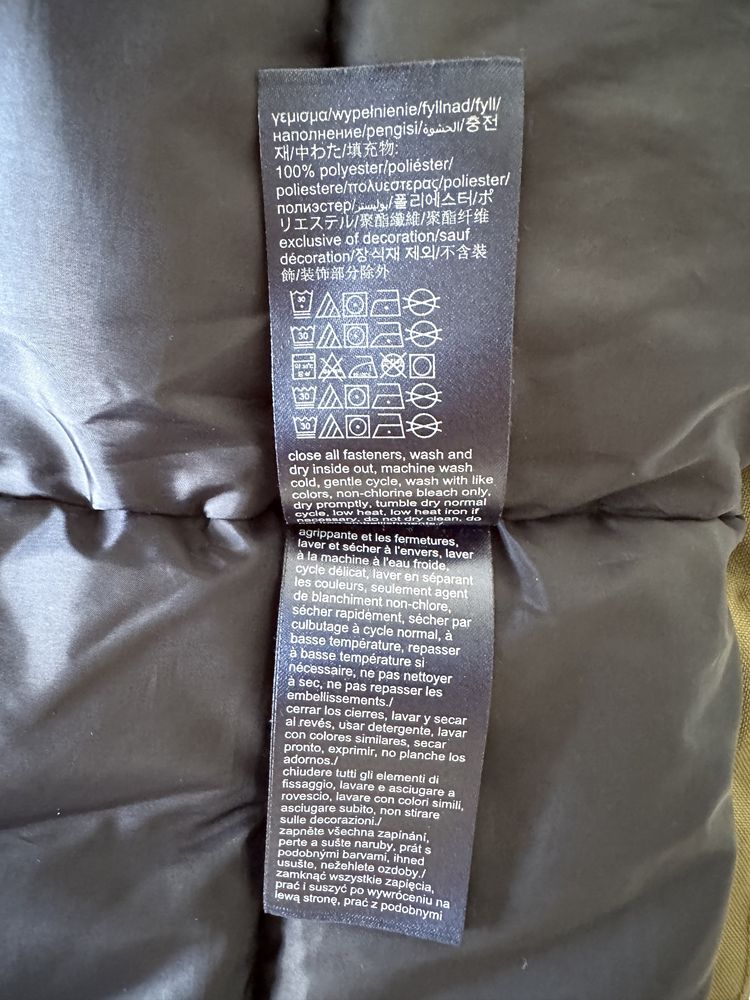 γεμισμα/wypełnienie/fyllnad/fyll/
наполнение/pengisi/الحشوة/충전
재/中わた/填充物:
100% polyester/poliéster/
poliestere/πολυεστερας/poliester/
полиэстер/بوليستر/폴리에스터/ポ
リエステル/聚酯纖維/聚酯纤维
exclusive of decoration/sauf
décoration/장식재 제외/不含裝
飾/装饰部分除外
30
30
30
30
close all fasteners, wash and
dry inside out, machine wash
cold, gentle cycle, wash with like
colors, non-chlorine bleach only,
dry promptly, tumble dry normal
cycle, low heat, low heat iron if
necessary, do not dry clean, do
agrippante et les fermetures,
laver et sécher à l'envers, laver
à la machine à l'eau froide,
cycle délicat, laver en séparant
les couleurs, seulement agent
de blanchiment non-chlore,
sécher rapidement, sécher par
culbutage à cycle normal, à
basse température, repasser
à basse température si
nécessaire, ne pas nettoyer
à sec, ne pas repasser les
embellissements./
cerrar los cierres, lavar y secar
al revés, usar detergente, lavar
con colores similares, secar
pronto, exprimir, no planche los
adornos./
chiudere tutti gli elementi di
fissaggio, lavare e asciugare a
rovescio, lavare con colori simili,
asciugare subito, non stirare
sulle decorazioni./
zapněte všechna zapínání,
perte a sušte naruby, prát s
podobnými barvami, ihned
usušte, nežehlete ozdoby./
zamknąć wszystkie zapięcia,
prać i suszyć po wywróceniu na
lewą stronę, prać z podobnymi